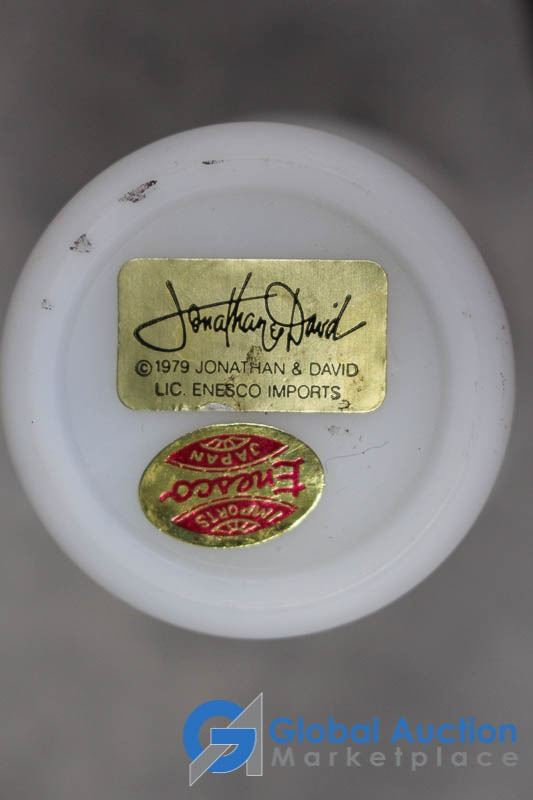 Jonathan & David
© 1979 JONATHAN & DAVID
LIC. ENESCO IMPORTS
IMPORTS
Enesco
JAPAN
Global Auction
Marketplace